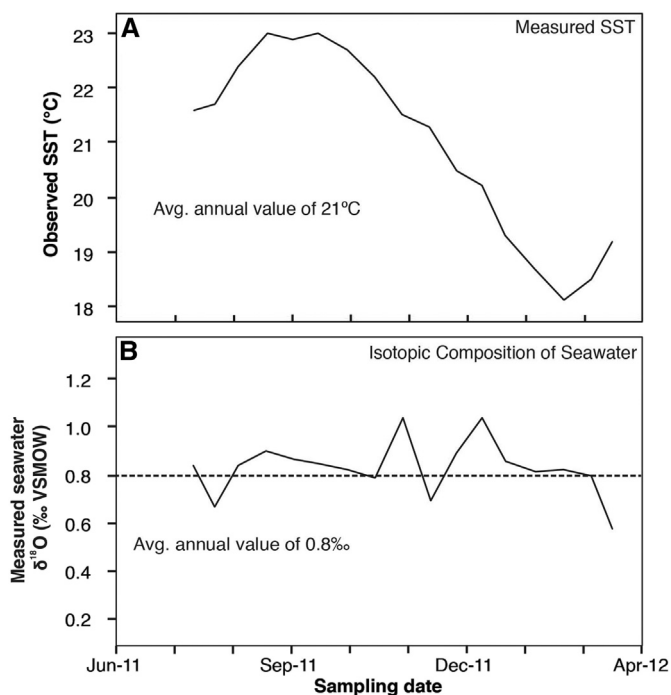 A
Measured SST
Observed SST (°C)
23
22
21
20
19
18
Avg. annual value of 21ºC
B
Isotopic Composition of Seawater
Measured seawater
δ¹⁸O (‰ VSMOW)
1.2
1.0
0.8
0.6
0.4
0.2
Avg. annual value of 0.8‰
Jun-11
Sep-11
Dec-11
Apr-12
Sampling date